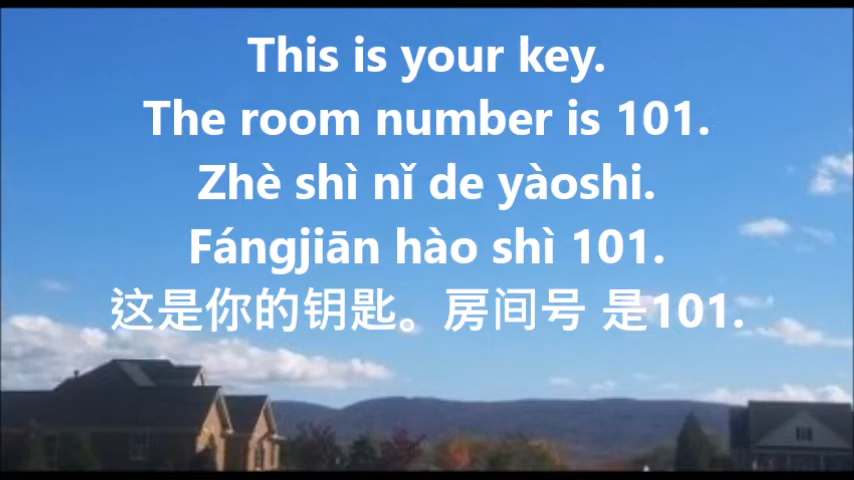 This is your key.
The room number is 101.
Zhè shì nǐ de yàoshi.
Fángjiān hào shì 101.
这是你的钥匙。房间号 是101.